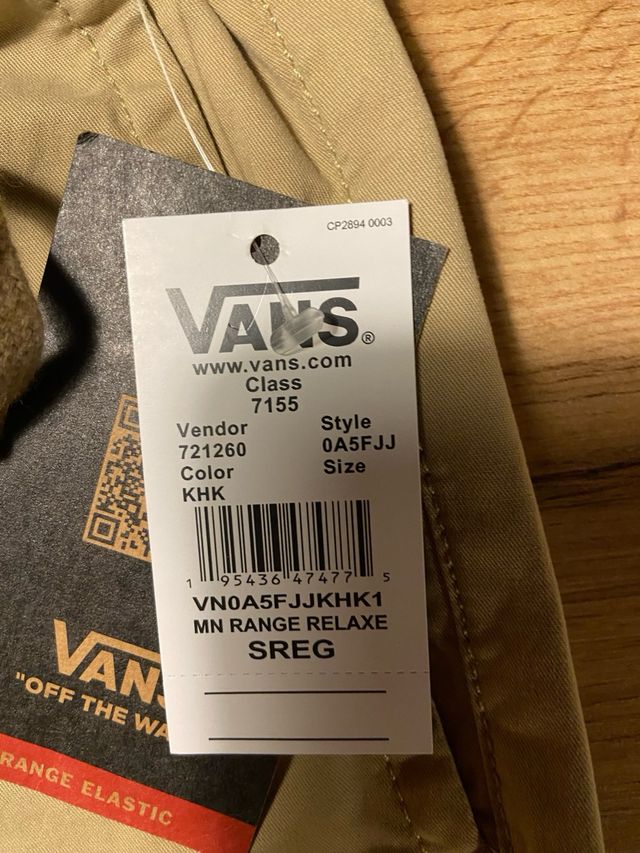 CP2894 0003
VANS®
www.vans.com
Class
7155
Vendor Style
721260 0A5FJJ
Color Size
KHK
1 95436 47477 5
VN0A5FJJKHK1
MN RANGE RELAXE
SREG
VANS
"OFF THE WA
RANGE ELASTIC